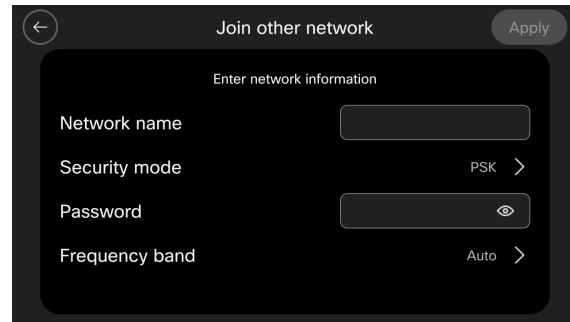 Join other network
Apply
Enter network information
Network name
Security mode PSK
Password
Frequency band Auto